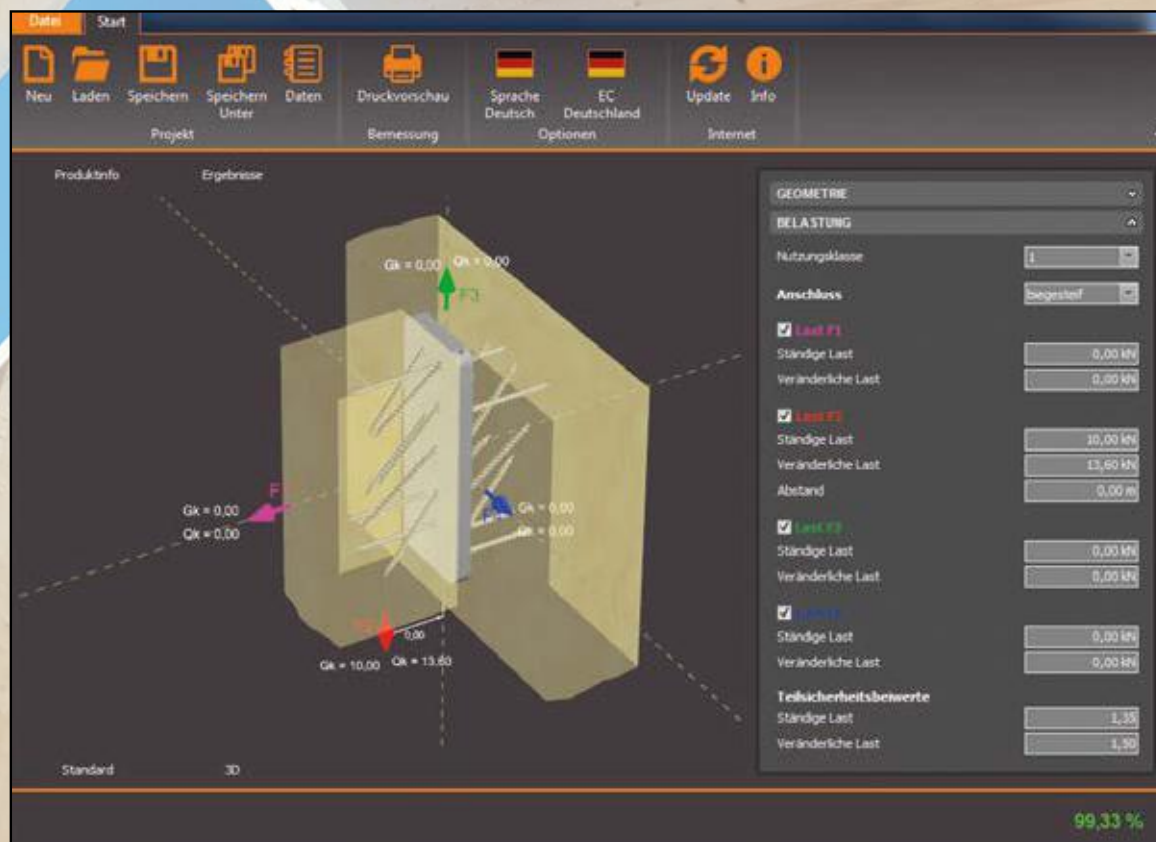 Datei Start
Neu Laden Speichern Speichern Unter Daten Druckvorschau Sprache Deutsch EC Deutschland Update Info
Projekt Bemessung Optionen Internet
Produktinfo Ergebnisse
Gk = 0,00 Qk = 0,00
F3
Gk = 0,00
Qk = 0,00
Gk = 0,00
Qk = 0,00
0,00
Gk = 10,00 Qk = 13,60
Standard 3D
GEOMETRIE
BELASTUNG
Nutzungsklasse 1
Anschluss biegesteif
Last F1
Ständige Last 0,00 kN
Veränderliche Last 0,00 kN
Last F2
Ständige Last 10,00 kN
Veränderliche Last 13,60 kN
Abstand 0,00 m
Last F3
Ständige Last 0,00 kN
Veränderliche Last 0,00 kN
Ständige Last 0,00 kN
Veränderliche Last 0,00 kN
Teilsicherheitsbeiwerte
Ständige Last 1,35
Veränderliche Last 1,50
99,33 %